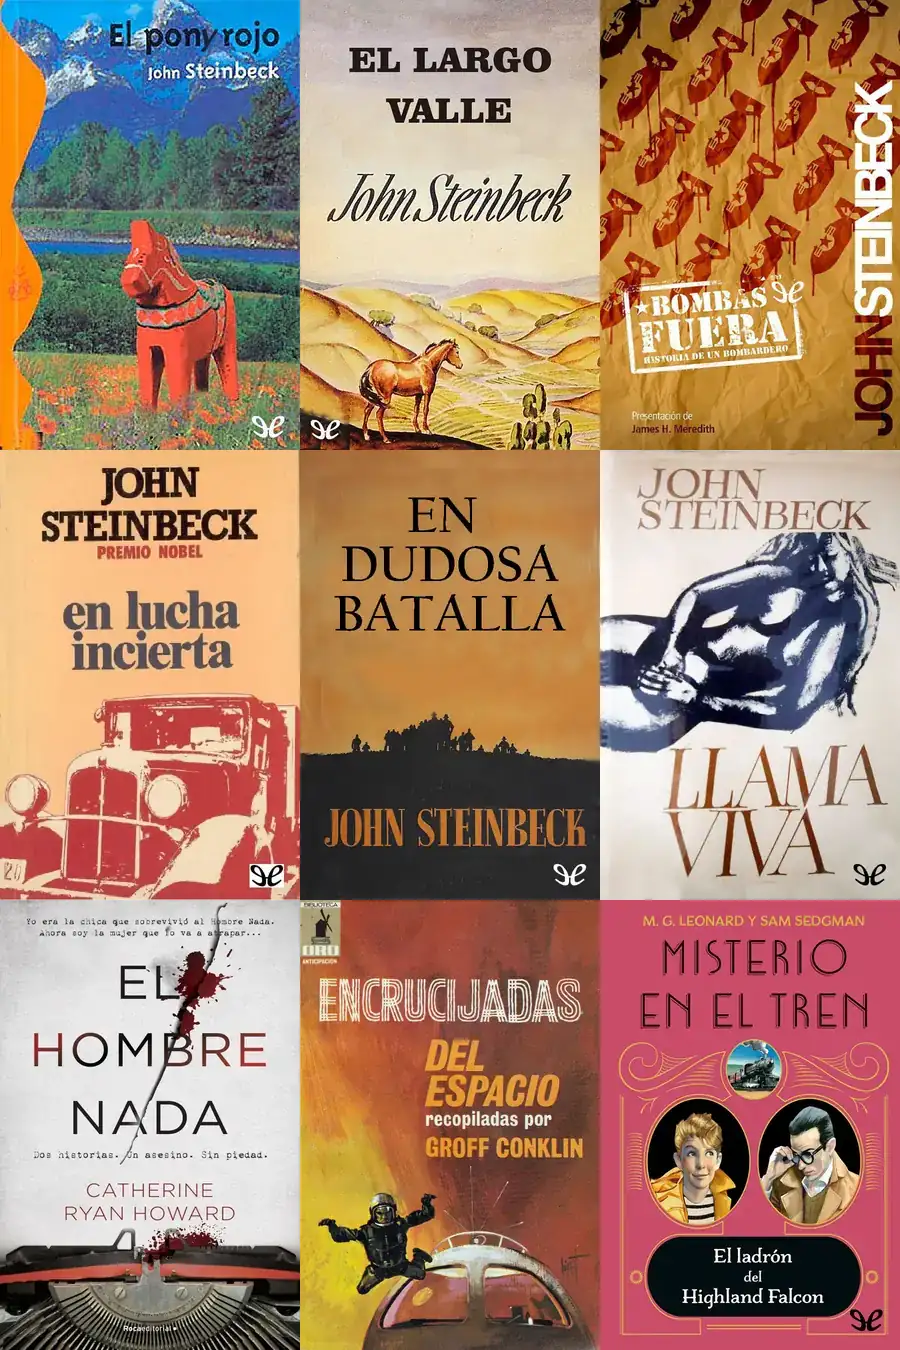 El pony rojo
John Steinbeck
EL LARGO
VALLE
John Steinbeck
JOHN STEINBECK
BOMBAS
FUERA
HISTORIA DE UN BOMBARDERO
Presentación de
James H. Meredith
JOHN
STEINBECK
PREMIO NOBEL
en lucha
incierta
EN
DUDOSA
BATALLA
JOHN STEINBECK
JOHN
STEINBECK
LLAMA
VIVA
Yo era la chica que sobrevivió al Hombre Nada.
Ahora soy la mujer que lo va a atrapar...
EL
HOMBRE
NADA
Dos historias. Un asesino. Sin piedad.
CATHERINE
RYAN HOWARD
Rocaeditorial
BIBLIOTECA
ORO
ANTICIPACION
ENCRUCIJADAS
DEL
ESPACIO
recopiladas por
GROFF CONKLIN
M. G. LEONARD Y SAM SEDGMAN
MISTERIO
EN EL TREN
El ladrón
del
Highland Falcon